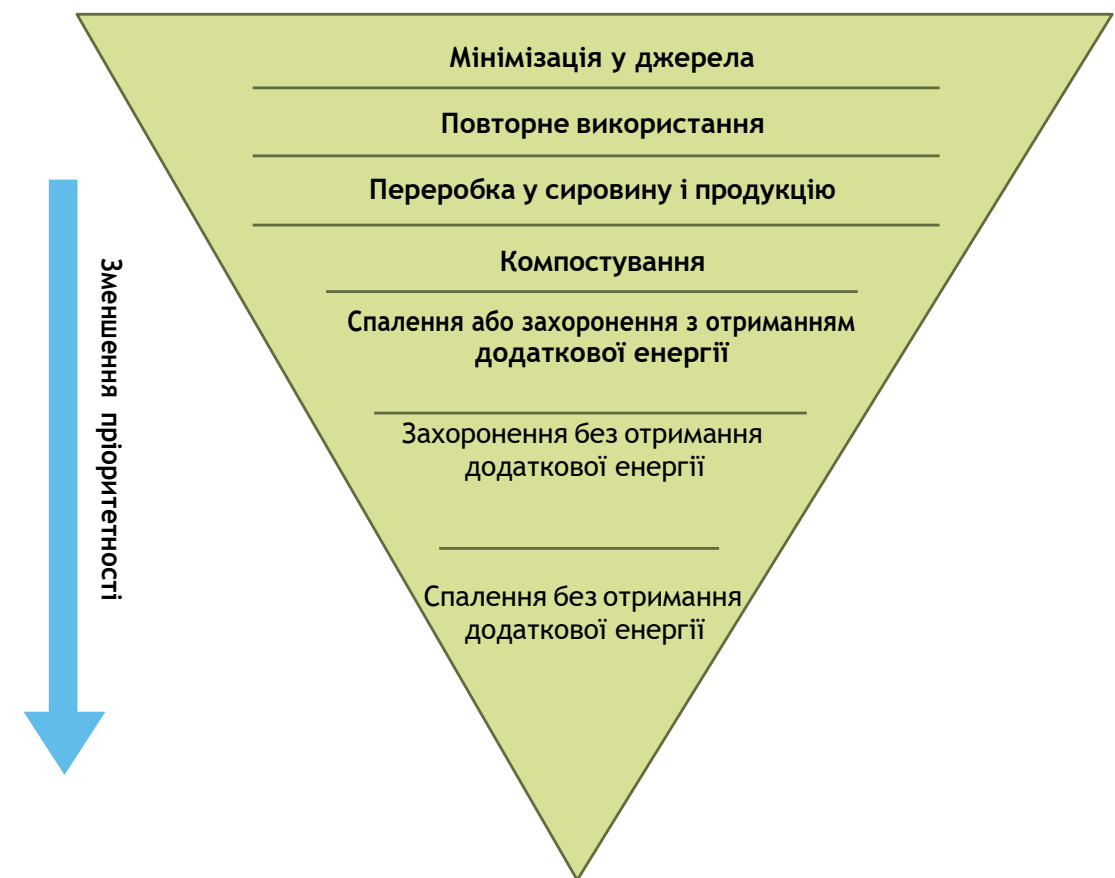 Мінімізація у джерела
Повторне використання
Переробка у сировину і продукцію
Компостування
Спалення або захоронення з отриманням
додаткової енергії
Захоронення без отримання
додаткової енергії
Спалення без отримання
додаткової енергії
Зменшення пріоритетності